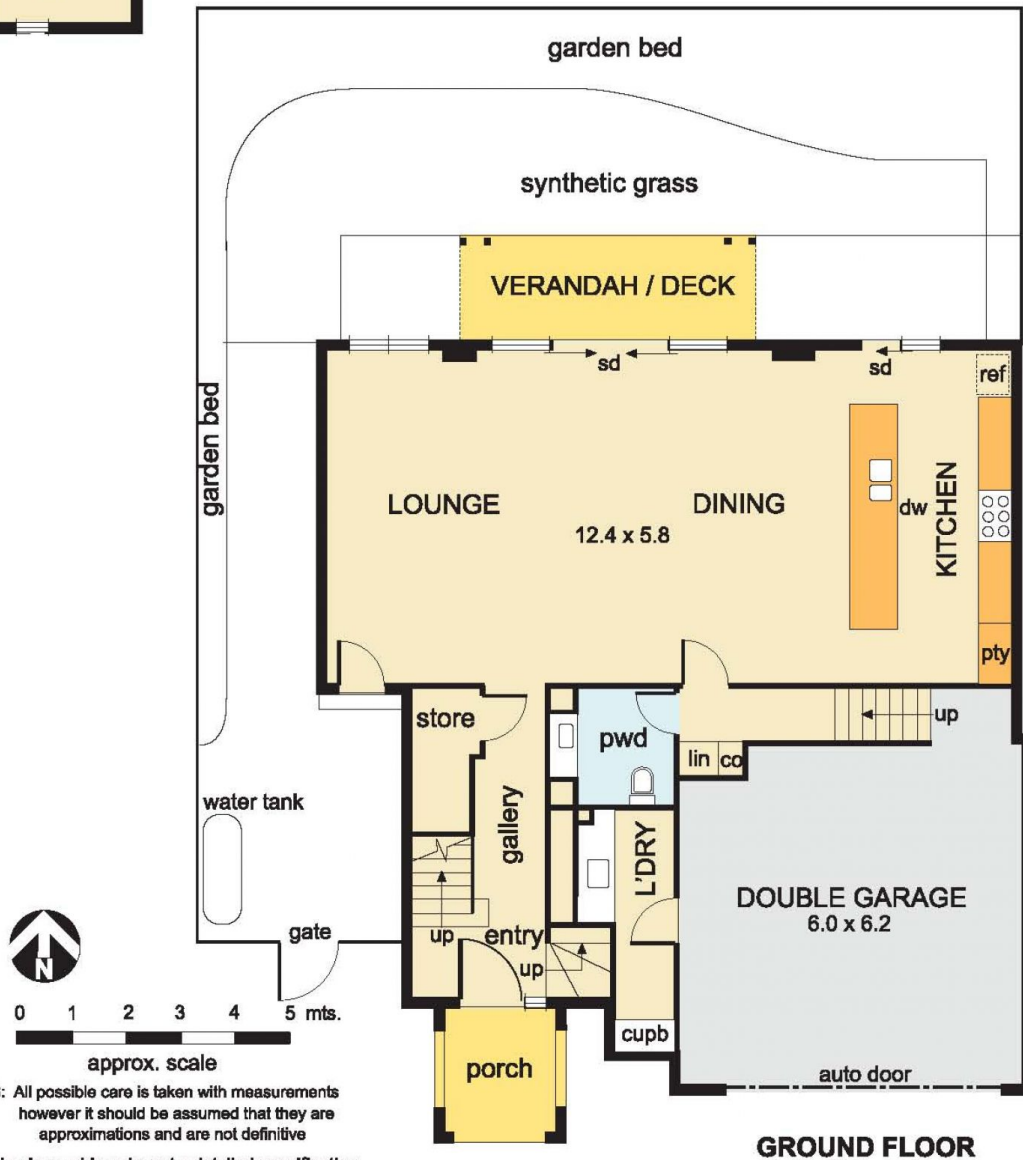 garden bed
synthetic grass
VERANDAH / DECK
sd
sd
ref
garden bed
LOUNGE
DINING
12.4 x 5.8
dw
KITCHEN
pty
store
pwd
up
lin
co
gallery
water tank
L'DRY
DOUBLE GARAGE
6.0 x 6.2
N
gate
up
entry
up
0 1 2 3 4 5 mts.
approx. scale
cupb
porch
auto door
: All possible care is taken with measurements
however it should be assumed that they are
approximations and are not definitive
GROUND FLOOR